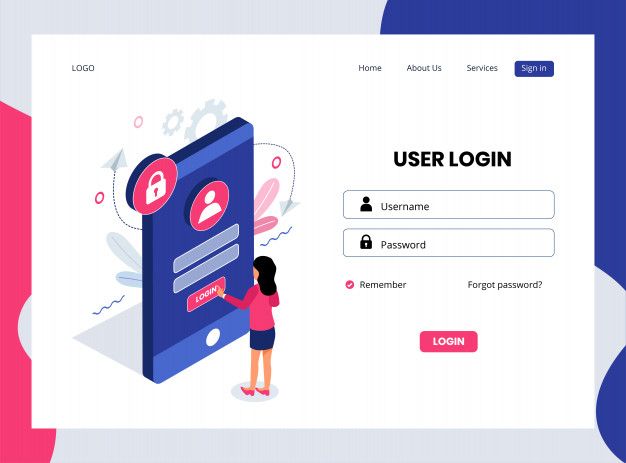 LOGO
Home About Us Services Sign in
USER LOGIN
Username
Password
Remember Forgot password?
LOGIN
LOGIN